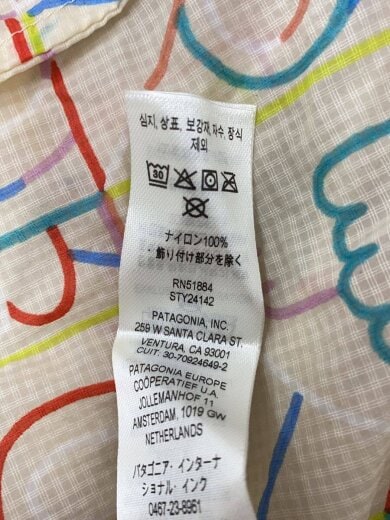 심지, 상표, 보강재, 자수, 장식
제외
30
ナイロン100%
・飾り付け部分を除く
RN51884
STY24142
PATAGONIA, INC.
259 W SANTA CLARA ST.
VENTURA, CA 93001
CUIT: 30-70924649-2
PATAGONIA EUROPE
COÖPERATIEF U.A.
JOLLEMANHOF 11
AMSTERDAM, 1019 GW
NETHERLANDS
パタゴニア・インターナ
ショナル・インク
0467-23-8961